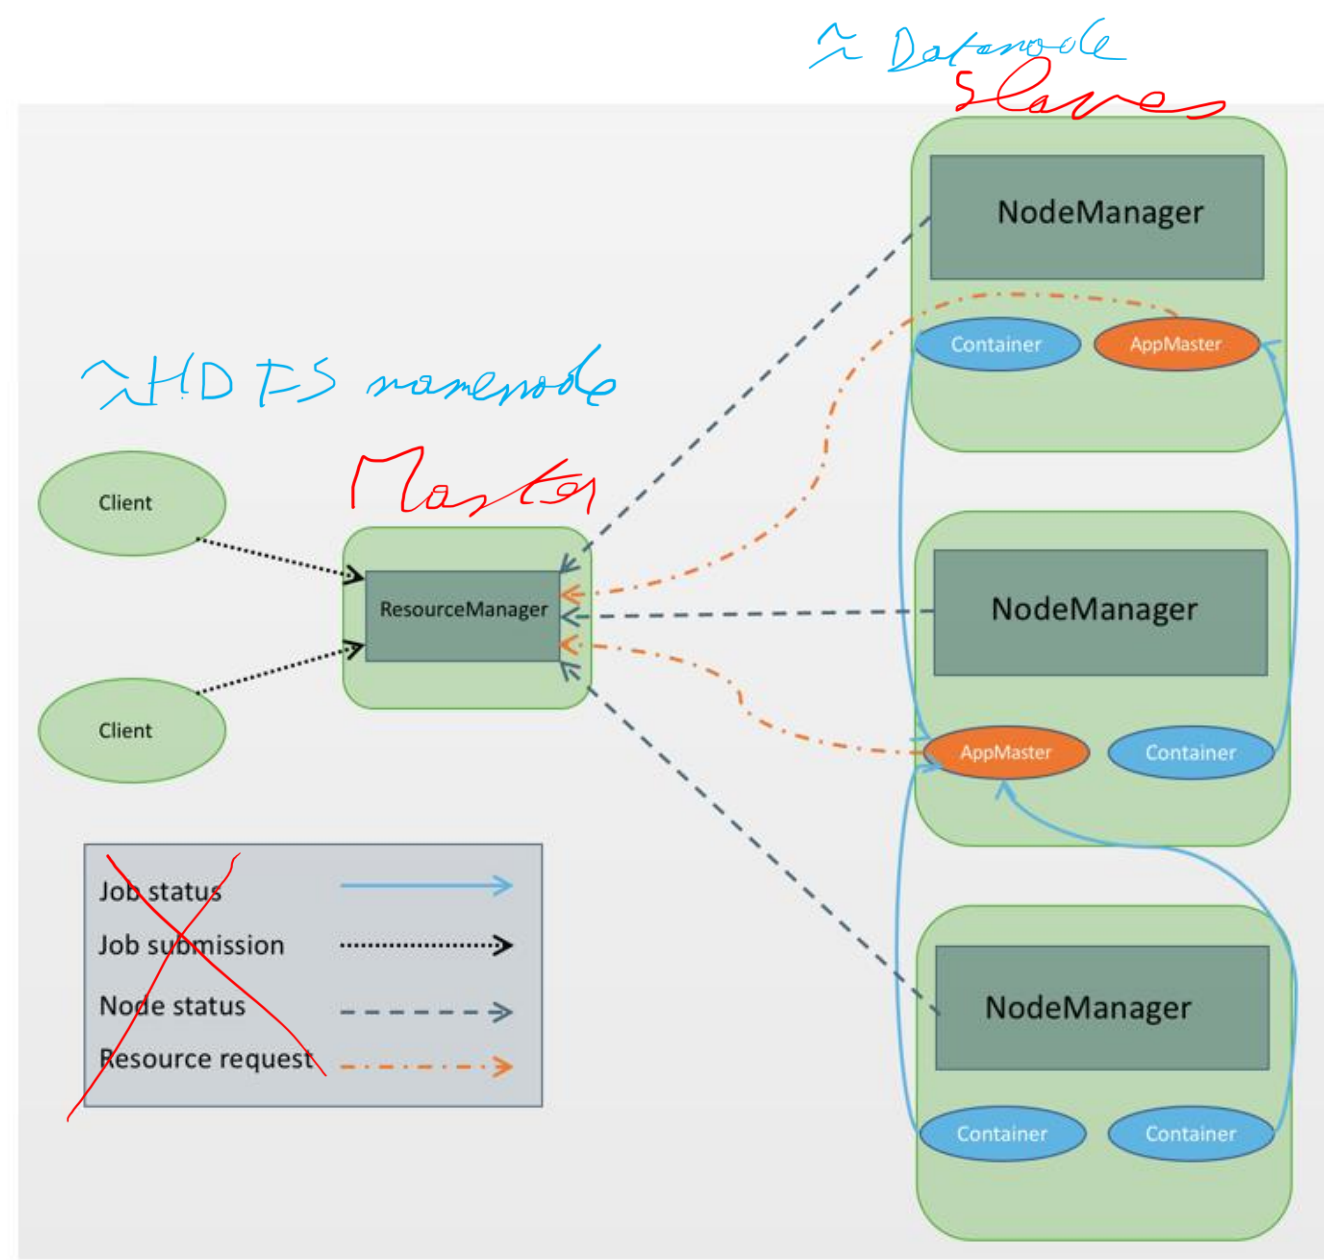 ≈ Datanode
Slaves
NodeManager
Container
AppMaster
≈HDFS namenode
Master
Client
ResourceManager
NodeManager
Client
AppMaster
Container
Job status
Job submission
Node status
Resource request
NodeManager
Container
Container